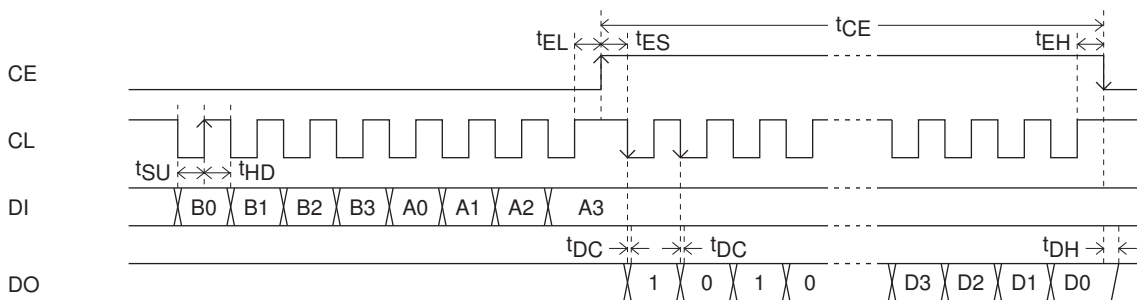 tCE
tEL tES tEH
CE
CL
tSU tHD
DI B0 B1 B2 B3 A0 A1 A2 A3
tDC tDC tDH
DO 1 0 1 0 D3 D2 D1 D0